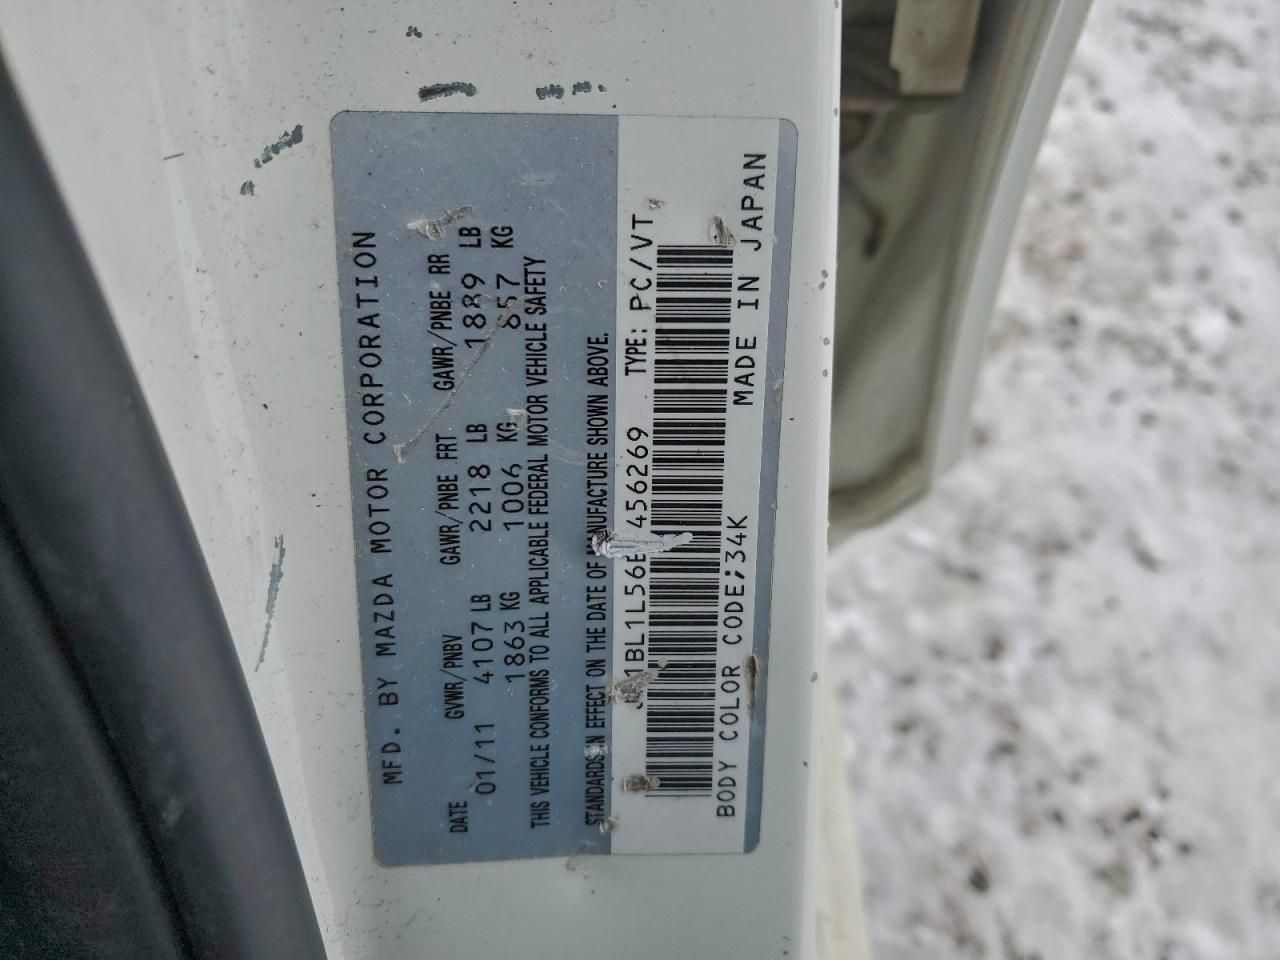 MFD. BY MAZDA MOTOR CORPORATION
DATE GVWR/PNBV GAWR/PNBE FRT GAWR/PNBE RR
01/11 4107 LB 2218 LB 1889 LB
1863 KG 1006 KG 857 KG
THIS VEHICLE CONFORMS TO ALL APPLICABLE FEDERAL MOTOR VEHICLE SAFETY
STANDARDS IN EFFECT ON THE DATE OF MANUFACTURE SHOWN ABOVE.
TYPE: PC/VT
BODY COLOR CODE;34K MADE IN JAPAN